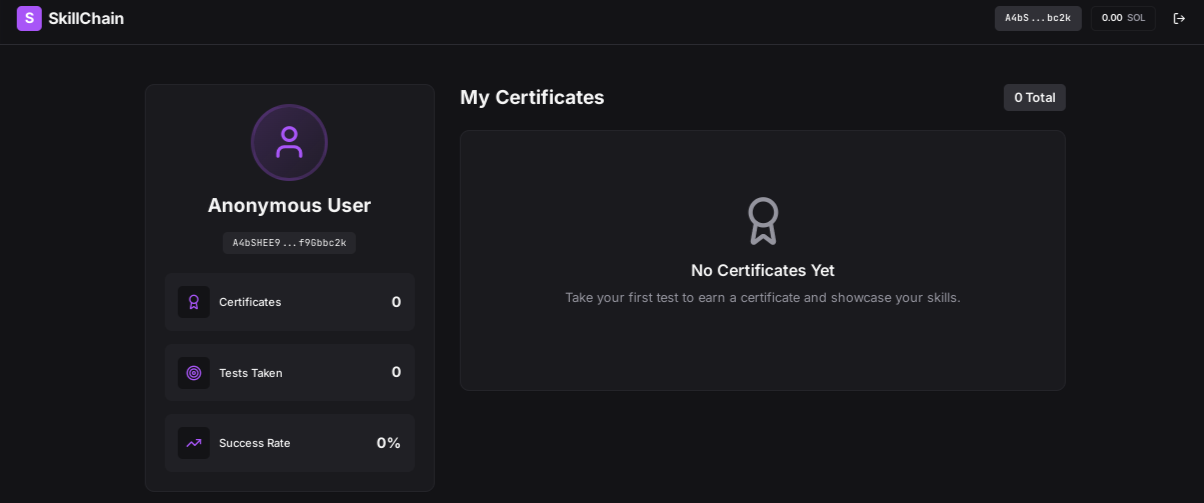 S SkillChain
A4bS...bc2k
0.00 SOL
Anonymous User
A4bSHEE9...f9Gbbc2k
Certificates 0
Tests Taken 0
Success Rate 0%
My Certificates
0 Total
No Certificates Yet
Take your first test to earn a certificate and showcase your skills.